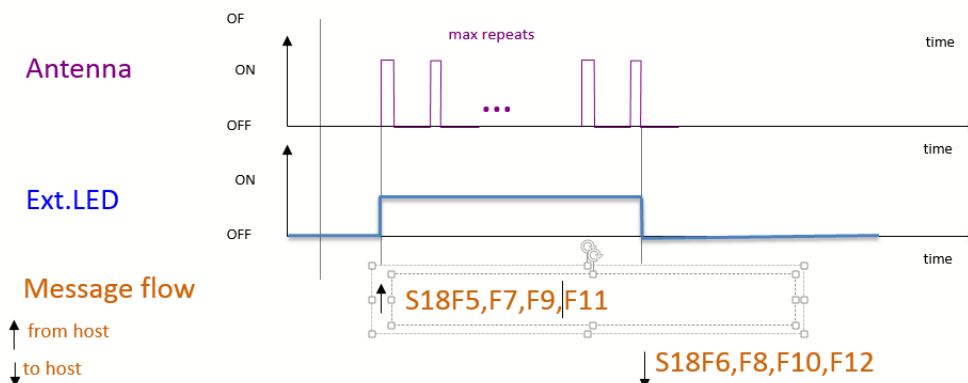 OF
max repeats
time
Antenna
ON
...
OFF
time
ON
Ext.LED
OFF
time
Message flow
S18F5,F7,F9,F11
from host
to host
S18F6,F8,F10,F12